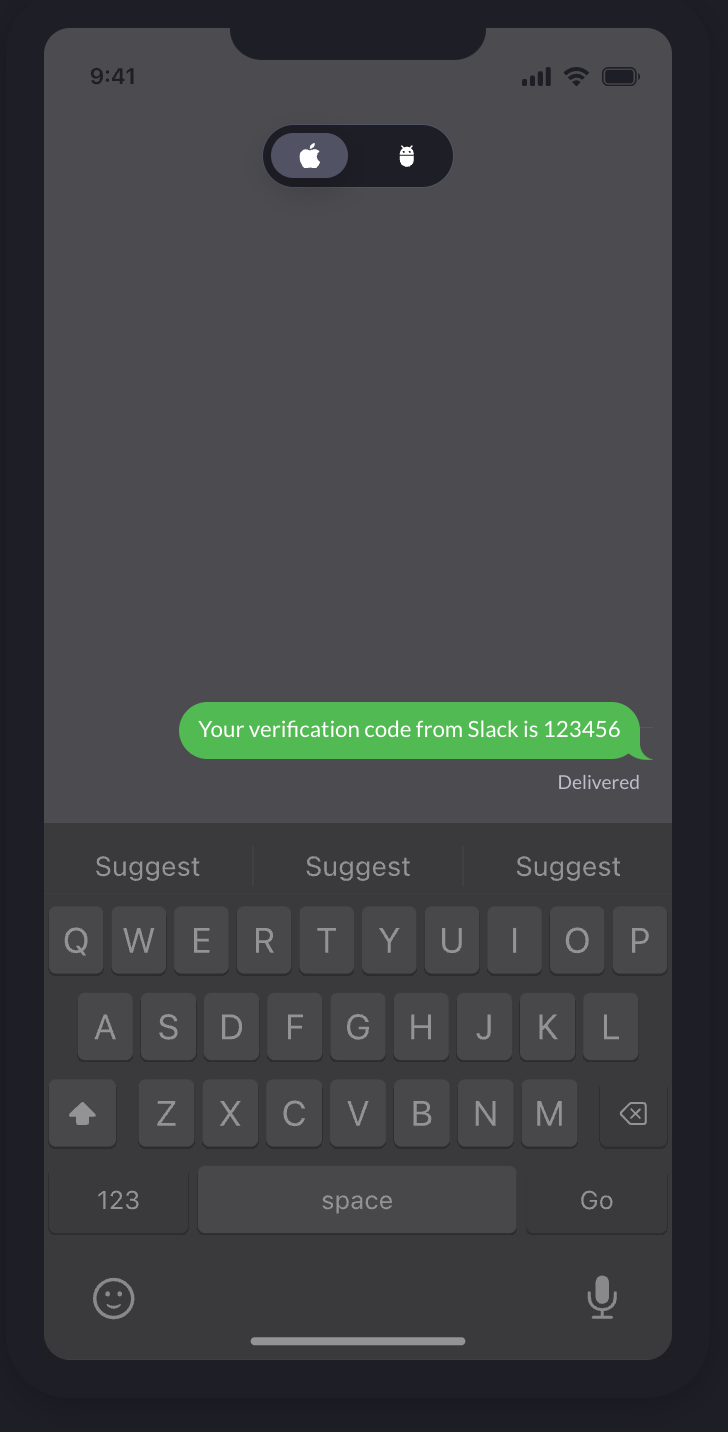 9:41
Your verification code from Slack is 123456
Delivered
Suggest Suggest Suggest
Q W E R T Y U I O P
A S D F G H J K L
Z X C V B N M
123 space Go